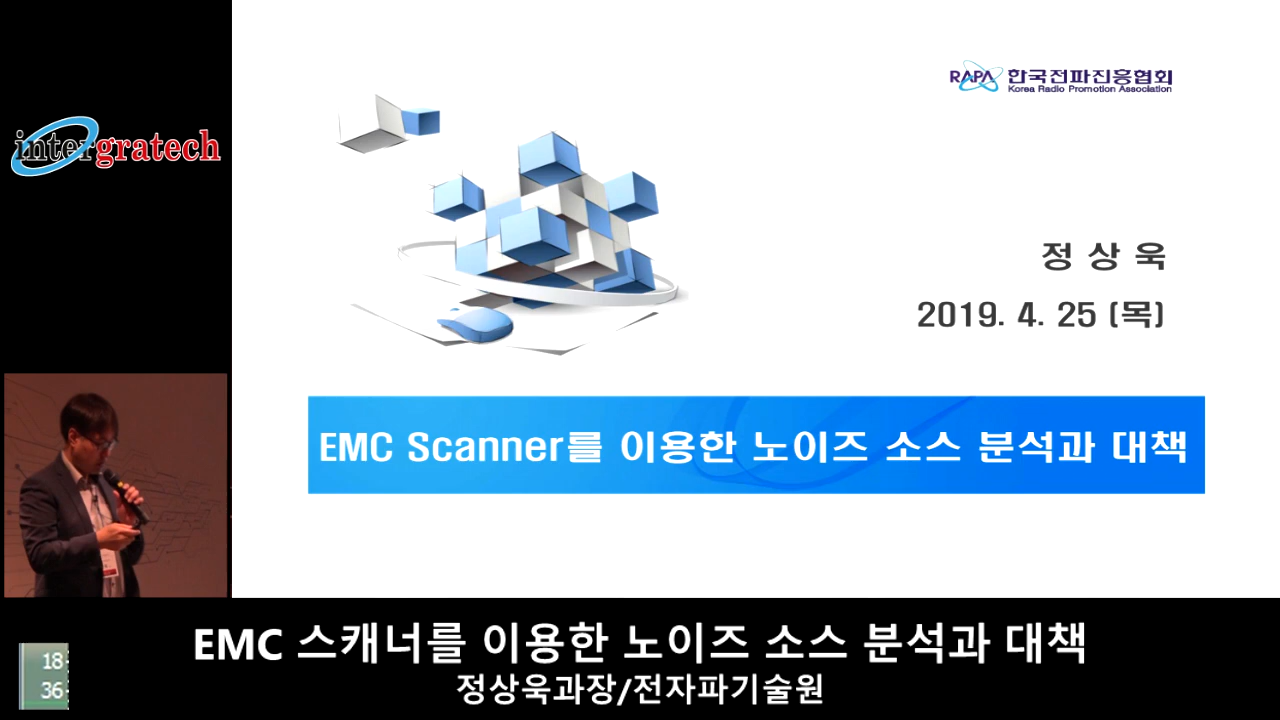 RAPA 한국전파진흥협회
Korea Radio Promotion Association
intergratech
정 상 욱
2019. 4. 25 (목)
EMC Scanner를 이용한 노이즈 소스 분석과 대책
EMC 스캐너를 이용한 노이즈 소스 분석과 대책
정상욱과장/전자파기술원
18:
36: